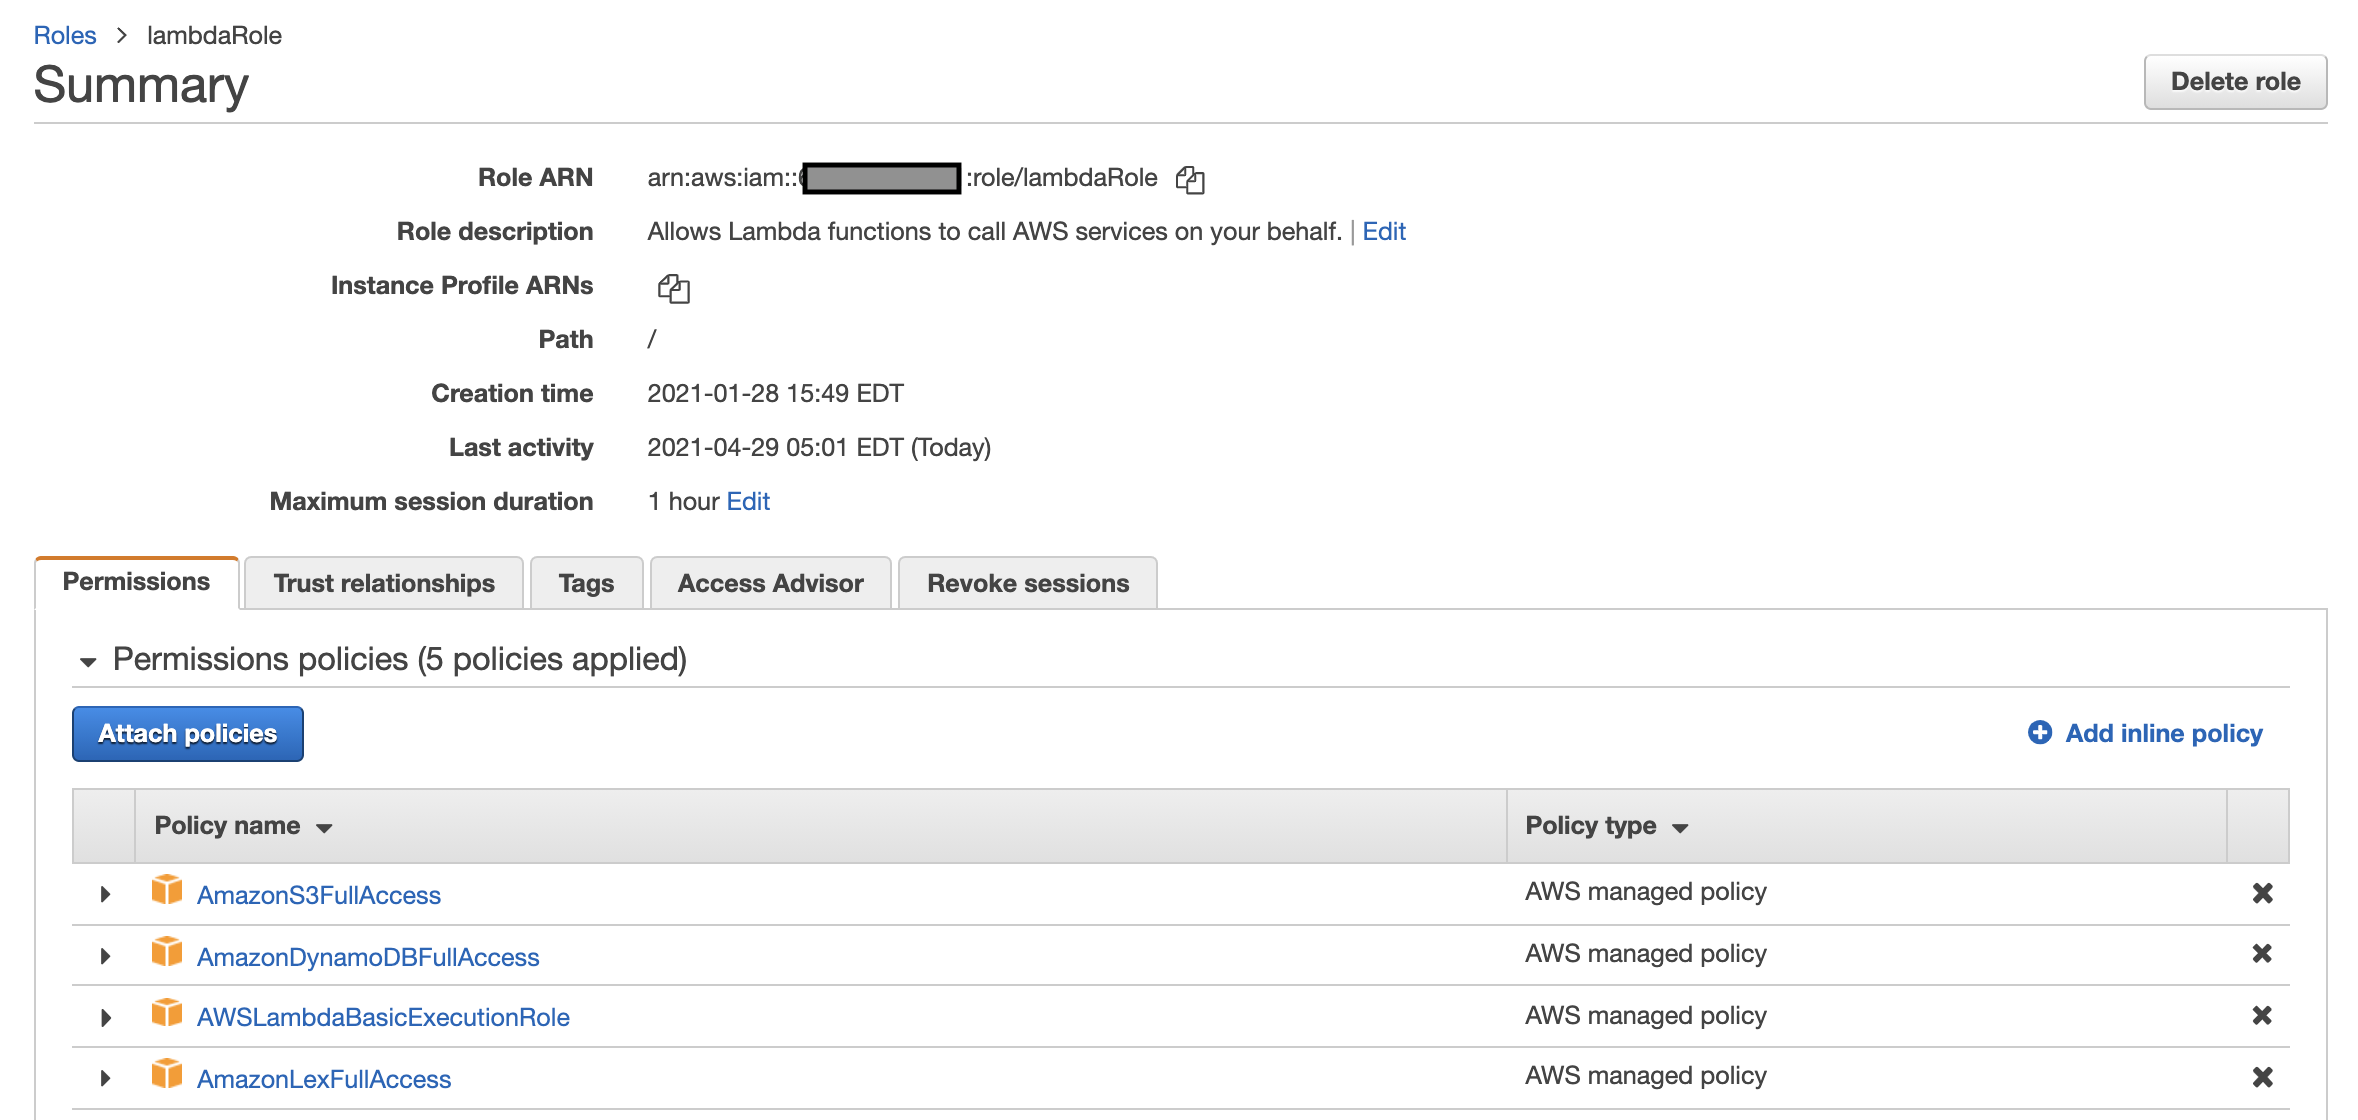 Roles > lambdaRole
Summary
Delete role
Role ARN arn:aws:iam:: :role/lambdaRole
Role description Allows Lambda functions to call AWS services on your behalf. | Edit
Instance Profile ARNs
Path /
Creation time 2021-01-28 15:49 EDT
Last activity 2021-04-29 05:01 EDT (Today)
Maximum session duration 1 hour Edit
Permissions Trust relationships Tags Access Advisor Revoke sessions
Permissions policies (5 policies applied)
Attach policies Add inline policy
Policy name Policy type
AmazonS3FullAccess AWS managed policy
AmazonDynamoDBFullAccess AWS managed policy
AWSLambdaBasicExecutionRole AWS managed policy
AmazonLexFullAccess AWS managed policy